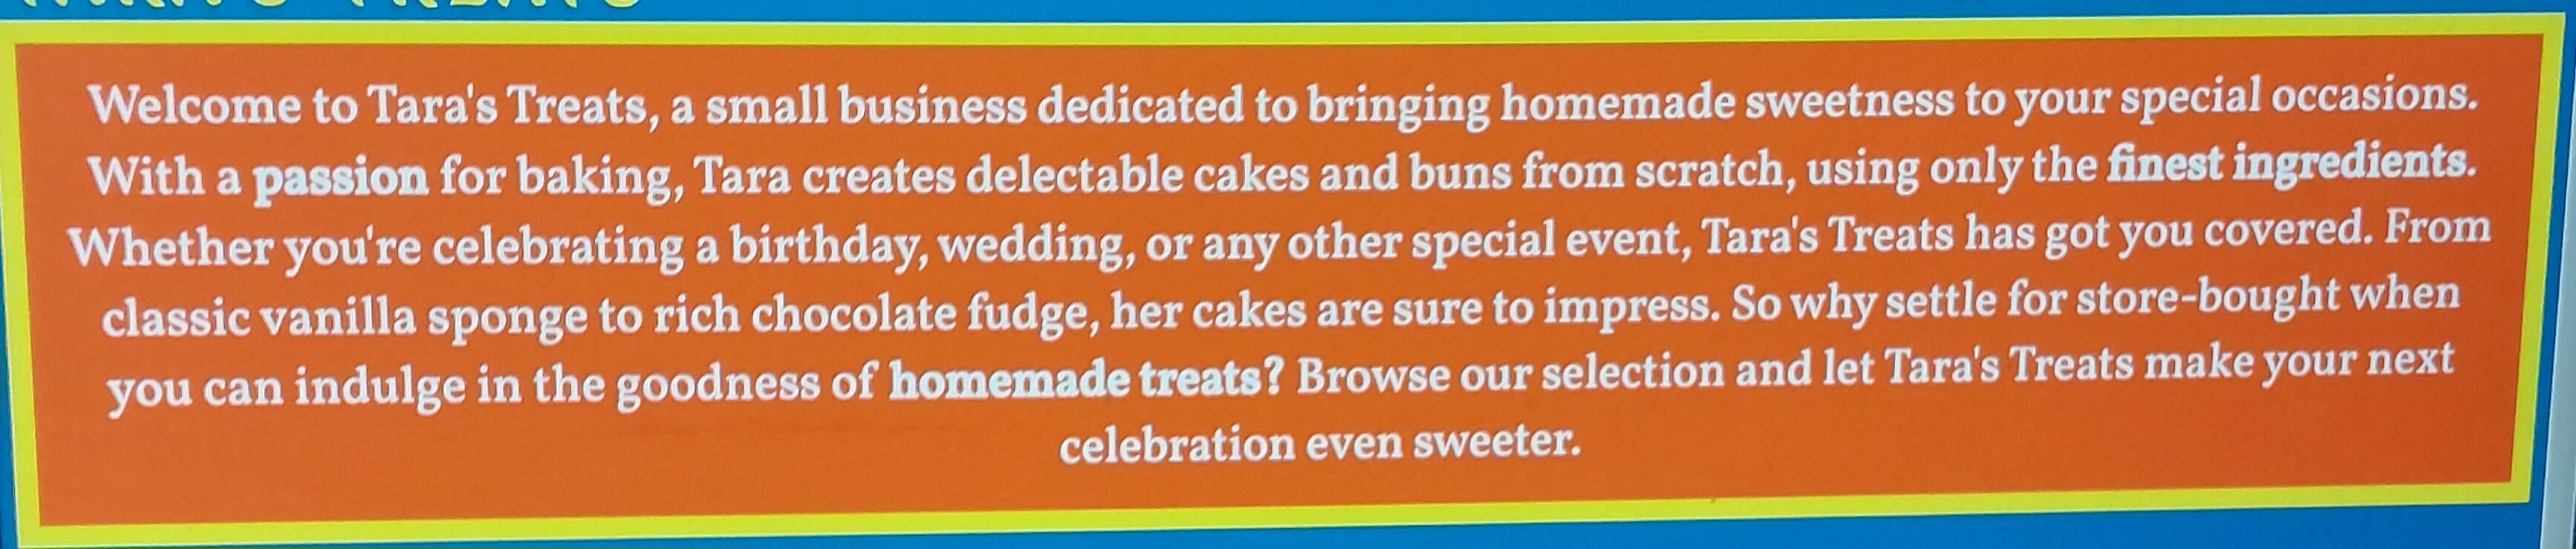 TARA'S TREATS
Welcome to Tara's Treats, a small business dedicated to bringing homemade sweetness to your special occasions.
With a passion for baking, Tara creates delectable cakes and buns from scratch, using only the finest ingredients.
Whether you're celebrating a birthday, wedding, or any other special event, Tara's Treats has got you covered. From
classic vanilla sponge to rich chocolate fudge, her cakes are sure to impress. So why settle for store-bought when
you can indulge in the goodness of homemade treats? Browse our selection and let Tara's Treats make your next
celebration even sweeter.